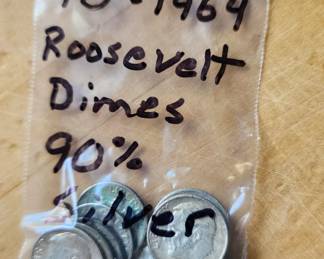 1964
Roosevelt
Dimes
90%
Silver